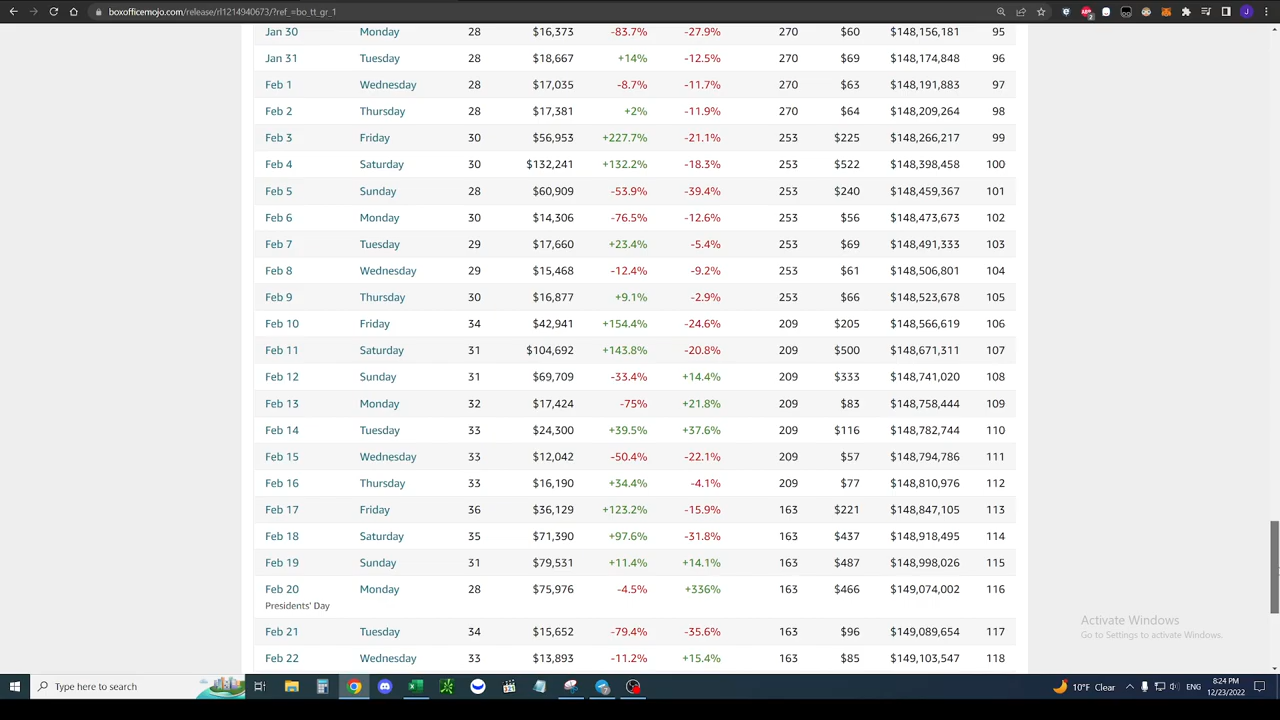 boxofficemojo.com/release/rl1214940673/?ref_=bo_tt_gr_1
Jan 30 Monday 28 $16,373 -83.7% -27.9% 270 $60 $148,156,181 95
Jan 31 Tuesday 28 $18,667 +14% -12.5% 270 $69 $148,174,848 96
Feb 1 Wednesday 28 $17,035 -8.7% -11.7% 270 $63 $148,191,883 97
Feb 2 Thursday 28 $17,381 +2% -11.9% 270 $64 $148,209,264 98
Feb 3 Friday 30 $56,953 +227.7% -21.1% 253 $225 $148,266,217 99
Feb 4 Saturday 30 $132,241 +132.2% -18.3% 253 $522 $148,398,458 100
Feb 5 Sunday 28 $60,909 -53.9% -39.4% 253 $240 $148,459,367 101
Feb 6 Monday 30 $14,306 -76.5% -12.6% 253 $56 $148,473,673 102
Feb 7 Tuesday 29 $17,660 +23.4% -5.4% 253 $69 $148,491,333 103
Feb 8 Wednesday 29 $15,468 -12.4% -9.2% 253 $61 $148,506,801 104
Feb 9 Thursday 30 $16,877 +9.1% -2.9% 253 $66 $148,523,678 105
Feb 10 Friday 34 $42,941 +154.4% -24.6% 209 $205 $148,566,619 106
Feb 11 Saturday 31 $104,692 +143.8% -20.8% 209 $500 $148,671,311 107
Feb 12 Sunday 31 $69,709 -33.4% +14.4% 209 $333 $148,741,020 108
Feb 13 Monday 32 $17,424 -75% +21.8% 209 $83 $148,758,444 109
Feb 14 Tuesday 33 $24,300 +39.5% +37.6% 209 $116 $148,782,744 110
Feb 15 Wednesday 33 $12,042 -50.4% -22.1% 209 $57 $148,794,786 111
Feb 16 Thursday 33 $16,190 +34.4% -4.1% 209 $77 $148,810,976 112
Feb 17 Friday 36 $36,129 +123.2% -15.9% 163 $221 $148,847,105 113
Feb 18 Saturday 35 $71,390 +97.6% -31.8% 163 $437 $148,918,495 114
Feb 19 Sunday 31 $79,531 +11.4% +14.1% 163 $487 $148,998,026 115
Feb 20 Monday 28 $75,976 -4.5% +336% 163 $466 $149,074,002 116
Presidents' Day
Feb 21 Tuesday 34 $15,652 -79.4% -35.6% 163 $96 $149,089,654 117
Feb 22 Wednesday 33 $13,893 -11.2% +15.4% 163 $85 $149,103,547 118
Activate Windows
Go to Settings to activate Windows.
Type here to search
10°F Clear
ENG
8:24 PM
12/23/2022